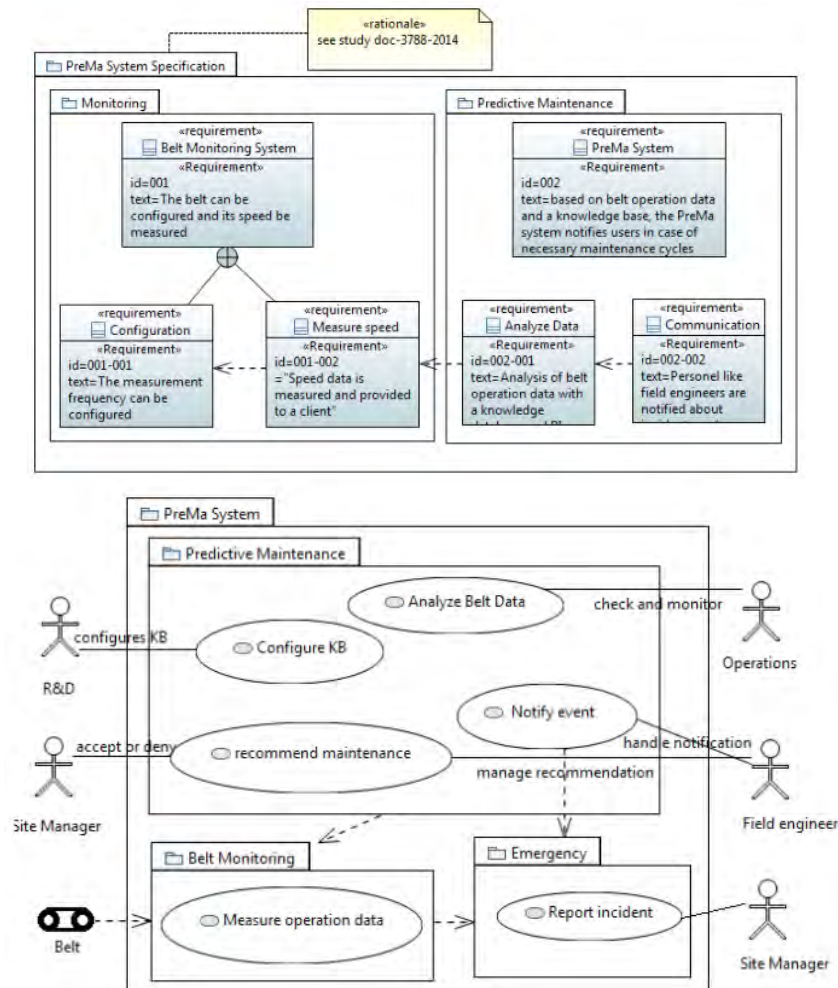 «rationale»
see study doc-3788-2014
PreMa System Specification
Monitoring
«requirement»
Belt Monitoring System
«Requirement»
id=001
text=The belt can be
configured and its speed be
measured
«requirement»
Configuration
«Requirement»
id=001-001
text=The measurement
frequency can be
configured
«requirement»
Measure speed
«Requirement»
id=001-002
="Speed data is
measured and provided
to a client"
Predictive Maintenance
«requirement»
PreMa System
«Requirement»
id=002
text=based on belt operation data
and a knowledge base, the PreMa
system notifies users in case of
necessary maintenance cycles
«requirement»
Analyze Data
«Requirement»
id=002-001
text=Analysis of belt
operation data with
a knowledge
«requirement»
Communication
«Requirement»
id=002-002
text=Personel like
field engineers are
notified about
PreMa System
Predictive Maintenance
Analyze Belt Data
check and monitor
Operations
configures KB
Configure KB
R&D
Notify event
handle notification
accept or deny
recommend maintenance
manage recommendation
Site Manager
Field engineer
Belt Monitoring
Emergency
Measure operation data
Report incident
Belt
Site Manager